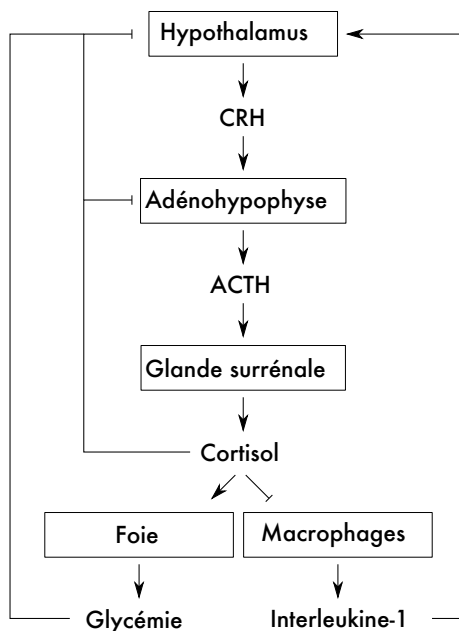 Hypothalamus
CRH
Adénohypophyse
ACTH
Glande surrénale
Cortisol
Foie
Macrophages
Glycémie
Interleukine-1